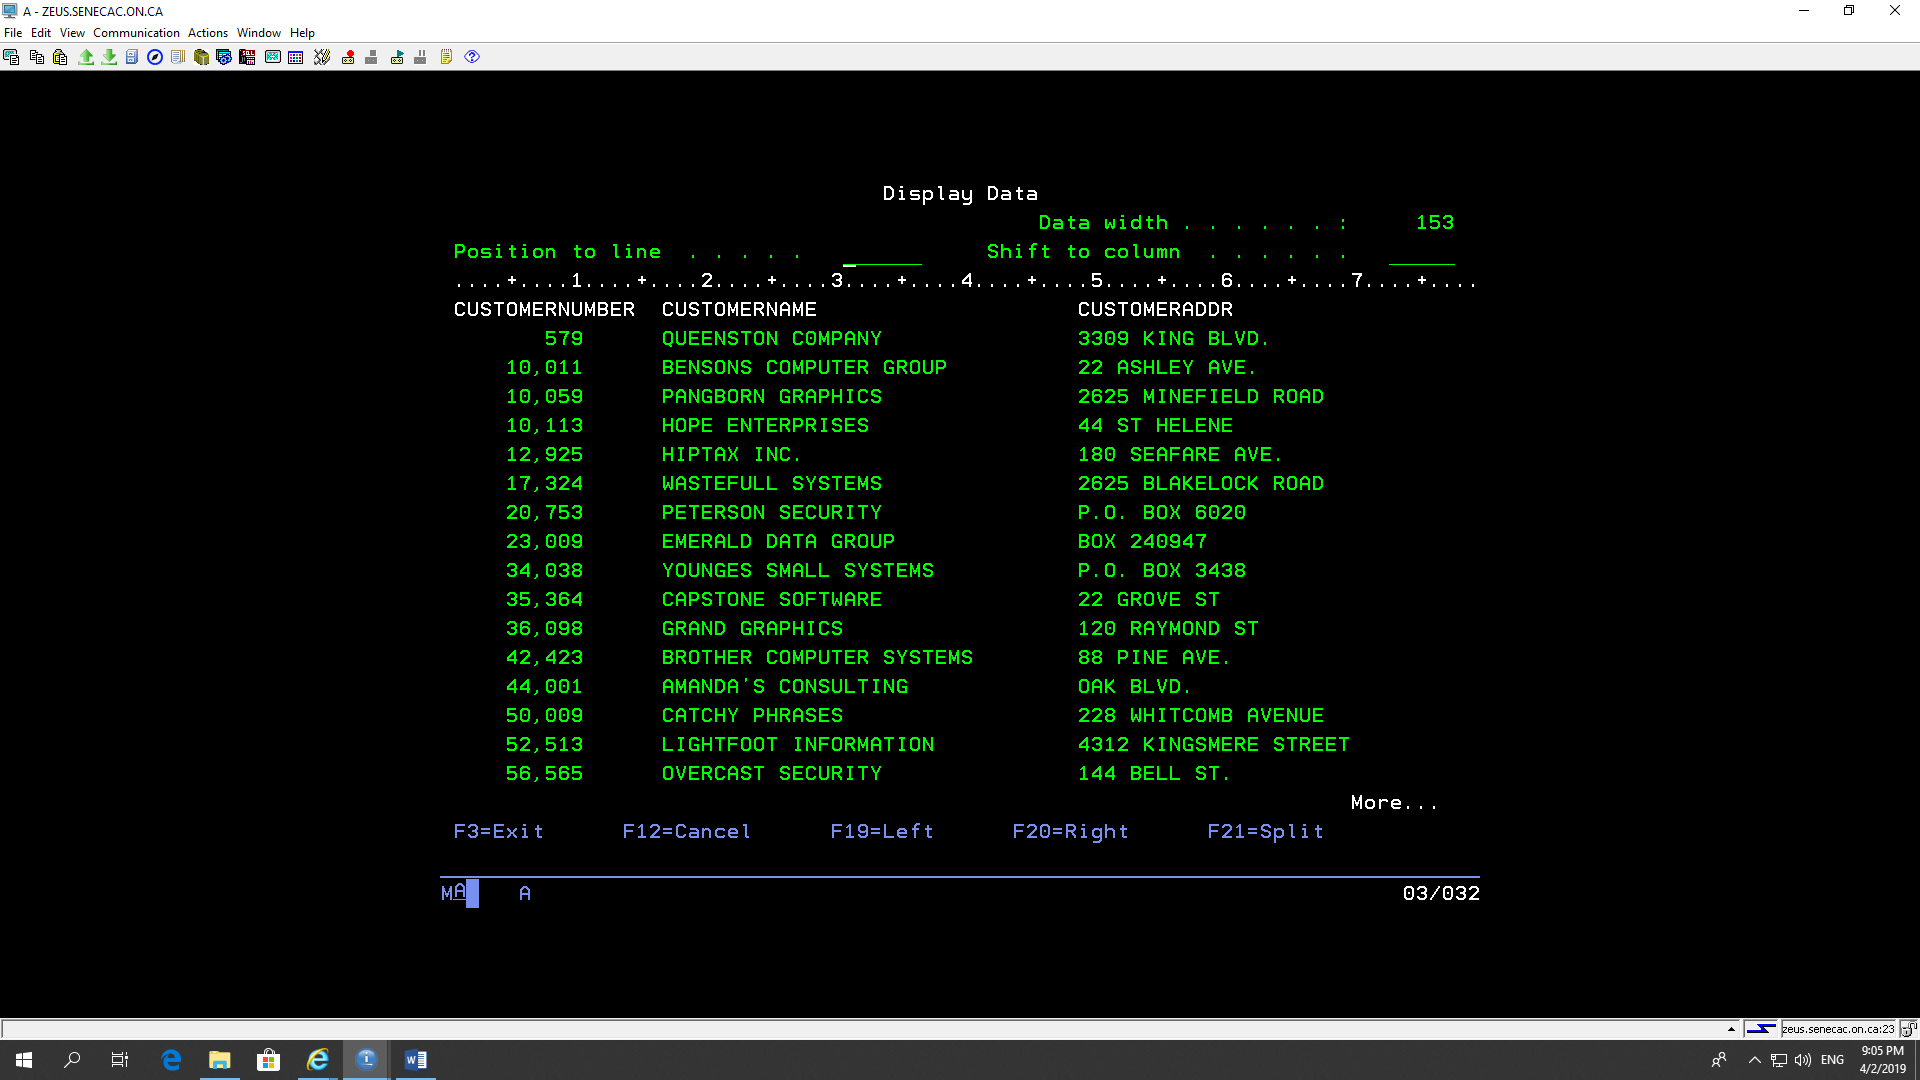 A - ZEUS.SENECAC.ON.CA
File Edit View Communication Actions Window Help
Display Data
Data width . . . . . . : 153
Position to line . . . . . ______ Shift to column . . . . . . _____
....+....1....+....2....+....3....+....4....+....5....+....6....+....7....+....
CUSTOMERNUMBER CUSTOMERNAME CUSTOMERADDR
579 QUEENSTON C0MPANY 3309 KING BLVD.
10,011 BENSONS COMPUTER GROUP 22 ASHLEY AVE.
10,059 PANGBORN GRAPHICS 2625 MINEFIELD ROAD
10,113 HOPE ENTERPRISES 44 ST HELENE
12,925 HIPTAX INC. 180 SEAFARE AVE.
17,324 WASTEFULL SYSTEMS 2625 BLAKELOCK ROAD
20,753 PETERSON SECURITY P.O. BOX 6020
23,009 EMERALD DATA GROUP BOX 240947
34,038 YOUNGES SMALL SYSTEMS P.O. BOX 3438
35,364 CAPSTONE SOFTWARE 22 GROVE ST
36,098 GRAND GRAPHICS 120 RAYMOND ST
42,423 BROTHER COMPUTER SYSTEMS 88 PINE AVE.
44,001 AMANDA'S CONSULTING OAK BLVD.
50,009 CATCHY PHRASES 228 WHITCOMB AVENUE
52,513 LIGHTFOOT INFORMATION 4312 KINGSMERE STREET
56,565 OVERCAST SECURITY 144 BELL ST.
More...
F3=Exit F12=Cancel F19=Left F20=Right F21=Split
MA A 03/032
zeus.senecac.on.ca:23
ENG 9:05 PM
4/2/2019